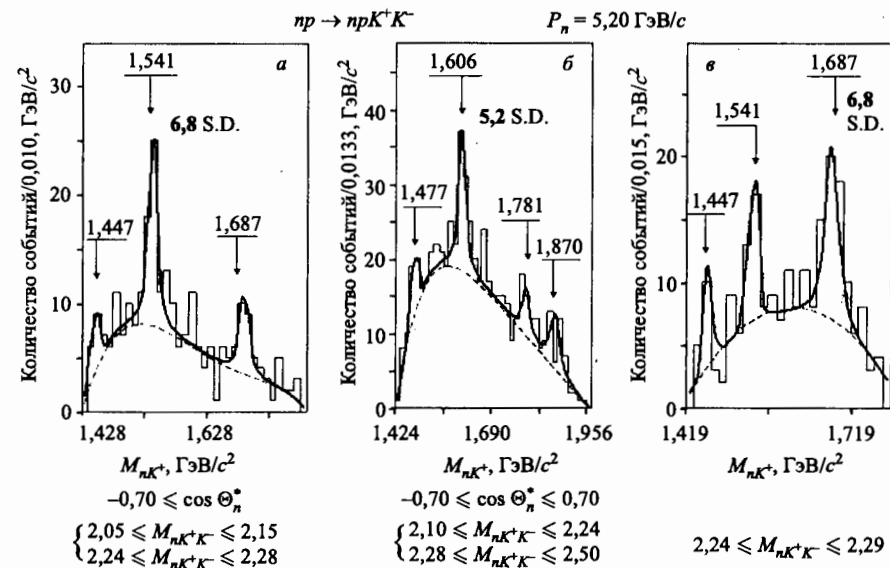 np → npK⁺K⁻ Pₙ = 5,20 ГэВ/c
а
1,541
6,8 S.D.
1,447
1,687
Количество событий/0,010, ГэВ/c²
30
20
10
0
1,428 1,628
M_{nK⁺}, ГэВ/c²
−0,70 ⩽ cos Θ*ₙ
{2,05 ⩽ M_{nK⁺K⁻} ⩽ 2,15
2,24 ⩽ M_{nK⁺K⁻} ⩽ 2,28
б
1,606
5,2 S.D.
1,477
1,781
1,870
Количество событий/0,0133, ГэВ/c²
40
30
20
10
0
1,424 1,690 1,956
M_{nK⁺}, ГэВ/c²
−0,70 ⩽ cos Θ*ₙ ⩽ 0,70
{2,10 ⩽ M_{nK⁺K⁻} ⩽ 2,24
2,28 ⩽ M_{nK⁺K⁻} ⩽ 2,50
в
1,687
6,8
S.D.
1,541
1,447
Количество событий/0,015, ГэВ/c²
20
10
0
1,419 1,719
M_{nK⁺}, ГэВ/c²
2,24 ⩽ M_{nK⁺K⁻} ⩽ 2,29